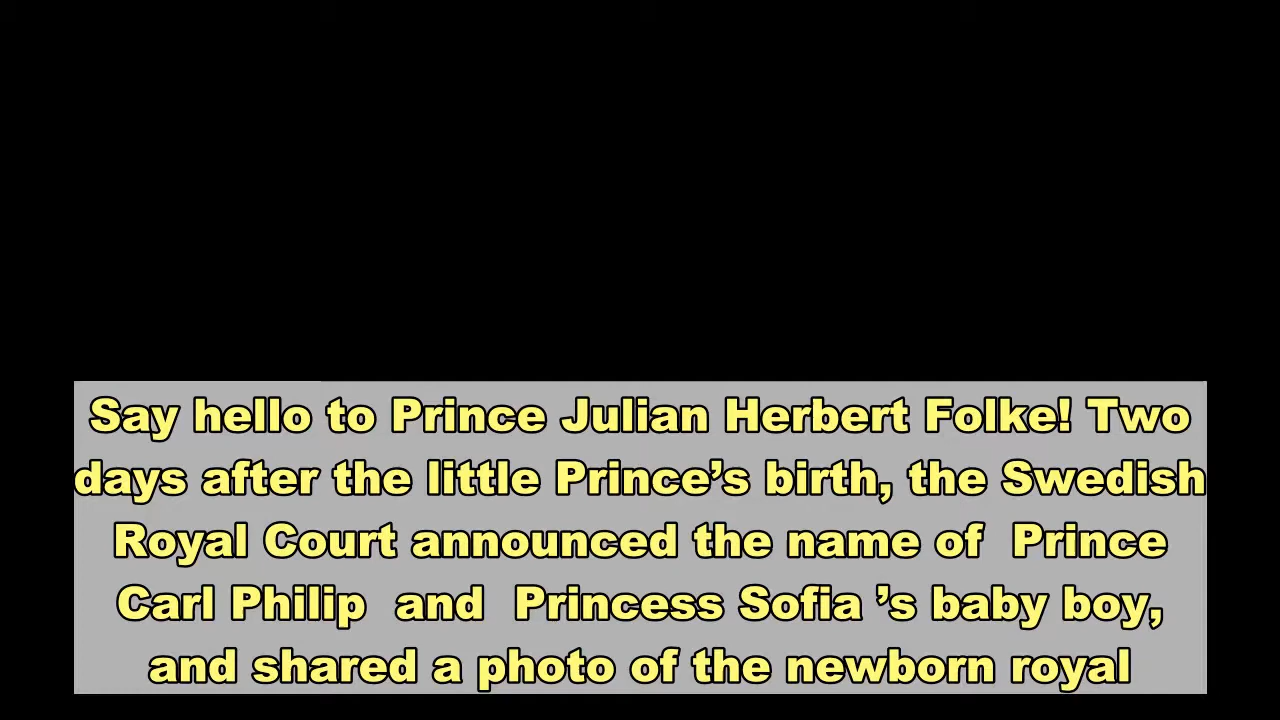 Say hello to Prince Julian Herbert Folke! Two
days after the little Prince’s birth, the Swedish
Royal Court announced the name of  Prince
Carl Philip  and  Princess Sofia ’s baby boy,
and shared a photo of the newborn royal